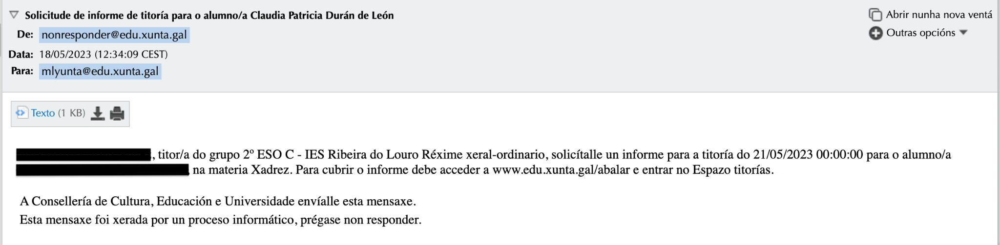 Solicitude de informe de titoría para o alumno/a Claudia Patricia Durán de León
Abrir nunha nova ventá
De: nonresponder@edu.xunta.gal
Outras opcións
Data: 18/05/2023 (12:34:09 CEST)
Para: mlyunta@edu.xunta.gal
Texto (1 KB)
, titor/a do grupo 2º ESO C - IES Ribeira do Louro Réxime xeral-ordinario, solicítalle un informe para a titoría do 21/05/2023 00:00:00 para o alumno/a
, na materia Xadrez. Para cubrir o informe debe acceder a www.edu.xunta.gal/abalar e entrar no Espazo titorías.
A Consellería de Cultura, Educación e Universidade envíalle esta mensaxe.
Esta mensaxe foi xerada por un proceso informático, prégase non responder.